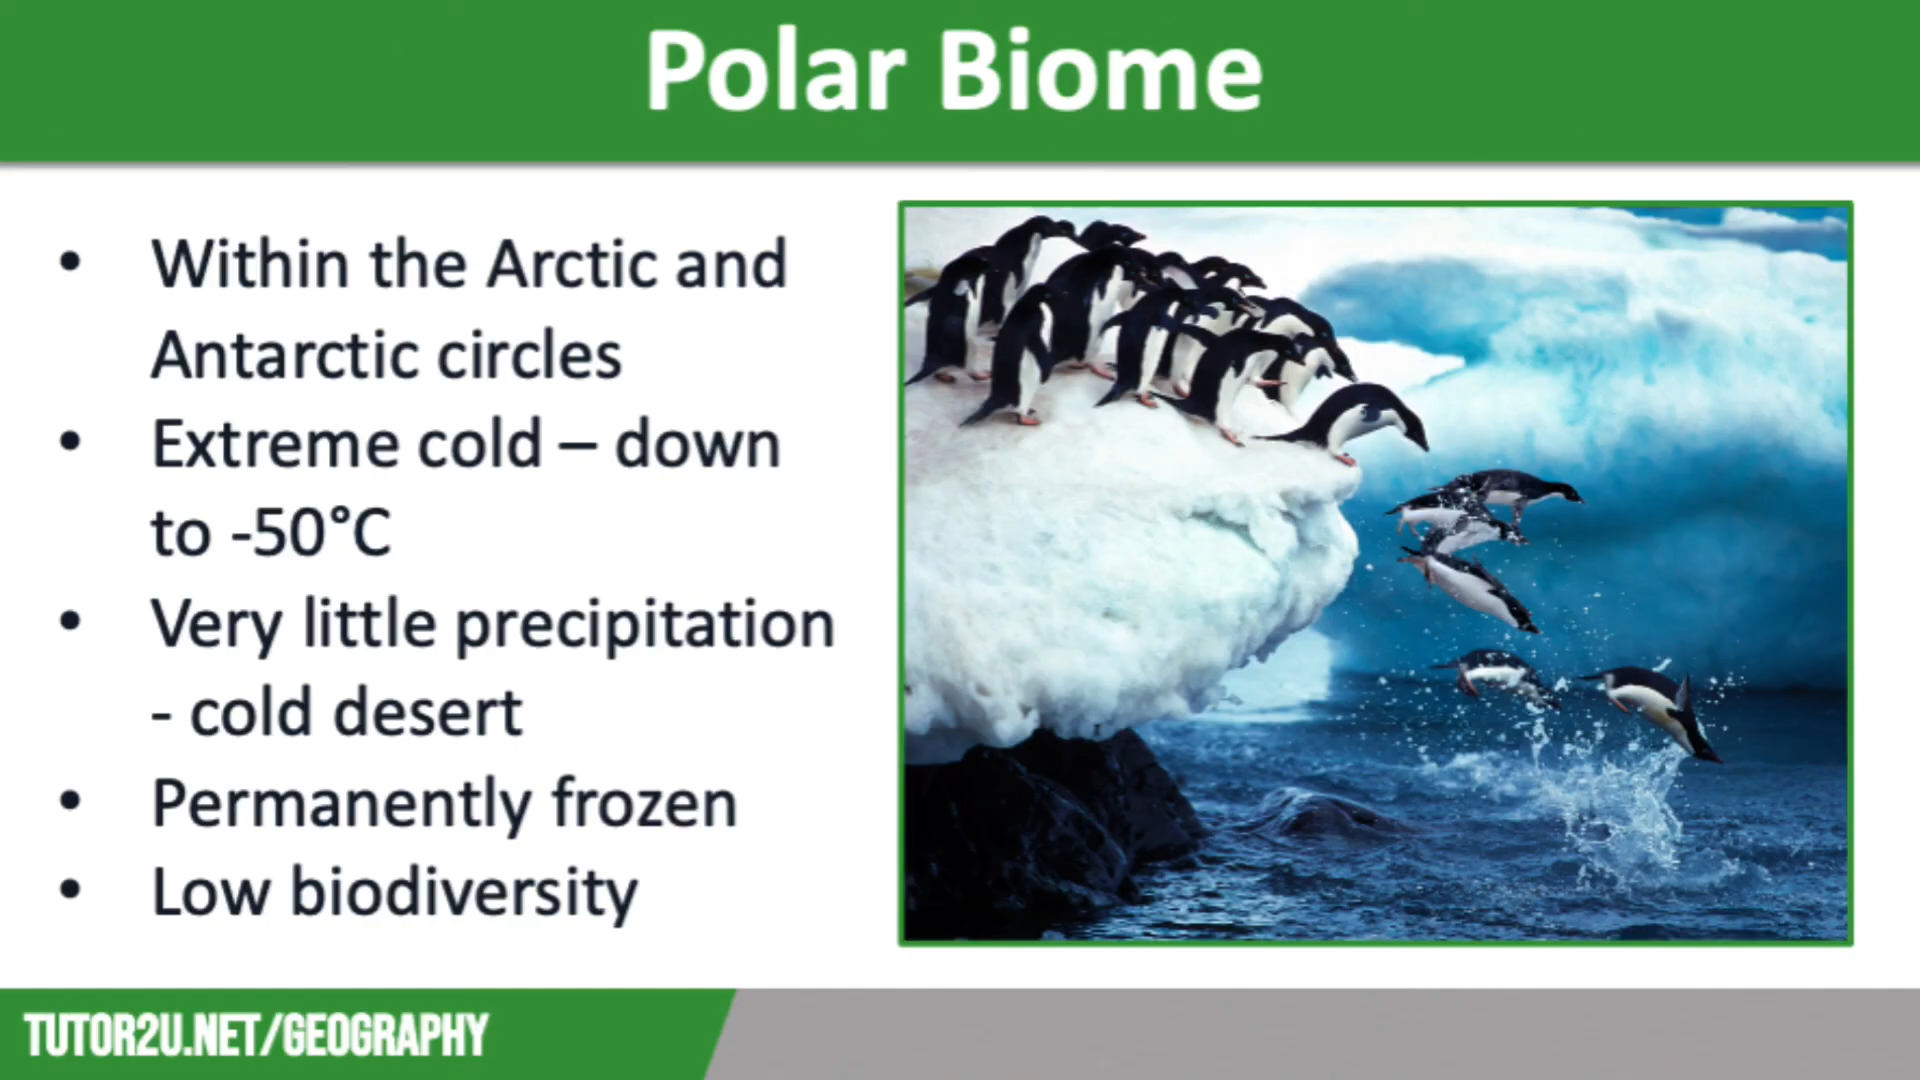 Polar Biome
• Within the Arctic and
Antarctic circles
• Extreme cold – down
to -50°C
• Very little precipitation
- cold desert
• Permanently frozen
• Low biodiversity
TUTOR2U.NET/GEOGRAPHY